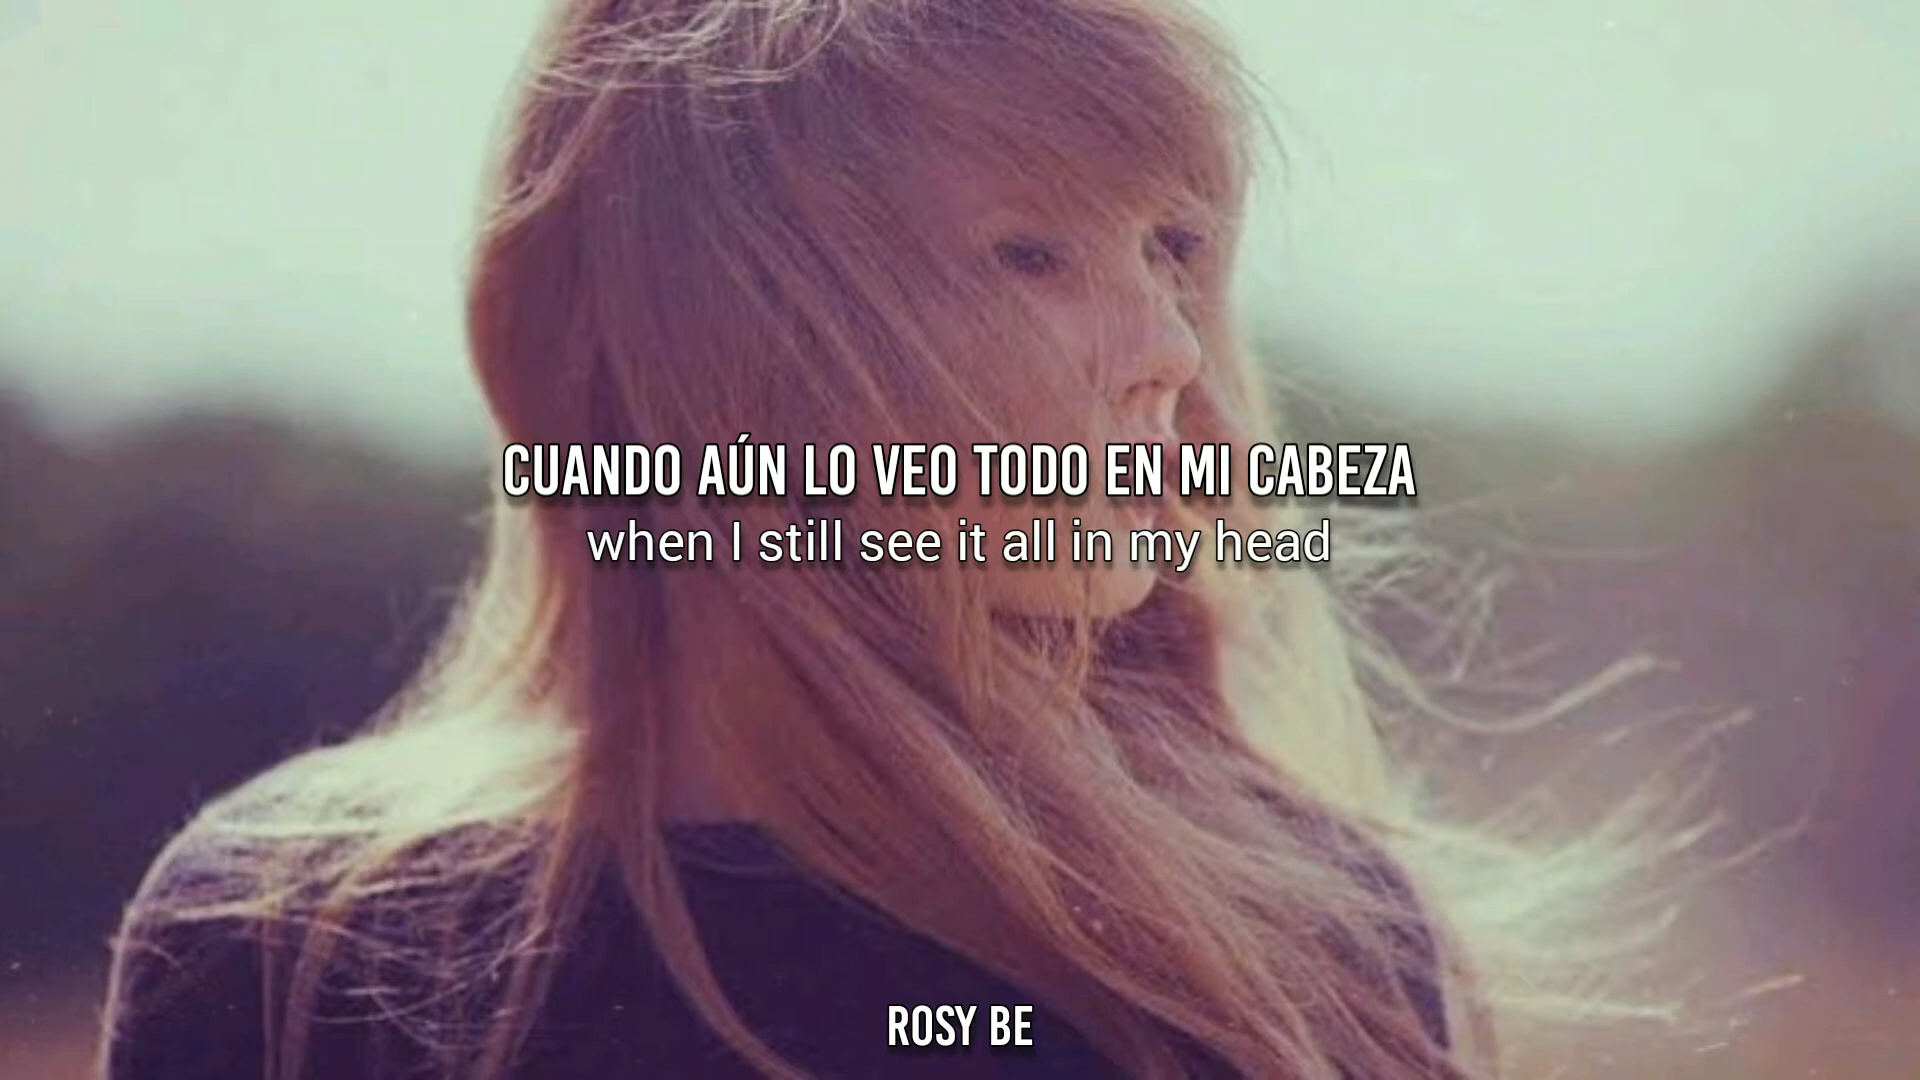 CUANDO AÚN LO VEO TODO EN MI CABEZA
when I still see it all in my head
ROSY BE